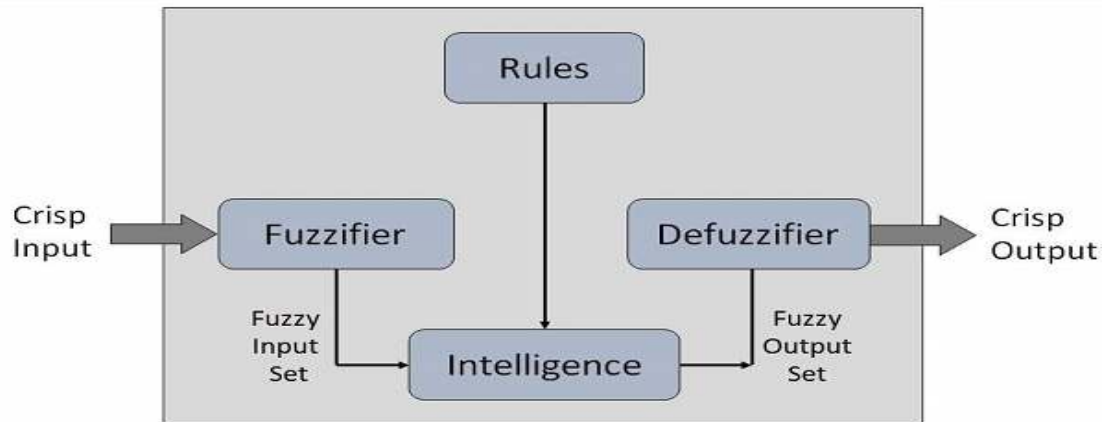 Rules
Crisp
Input
Fuzzifier
Defuzzifier
Crisp
Output
Fuzzy
Input
Set
Intelligence
Fuzzy
Output
Set